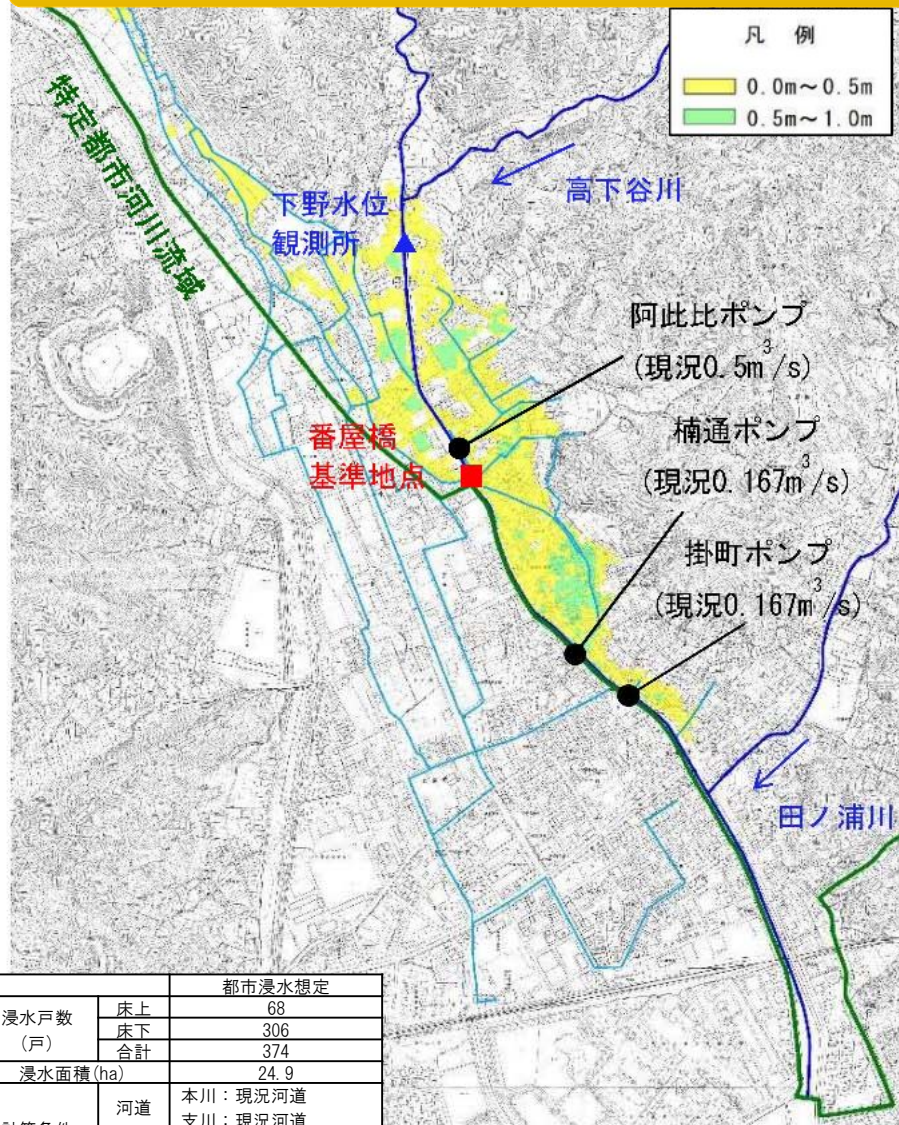 凡 例
0.0m～0.5m
0.5m～1.0m
特定都市河川流域
下野水位
観測所
高下谷川
阿此比ポンプ
(現況0.5m³/s)
番屋橋
基準地点
楠通ポンプ
(現況0.167m³/s)
掛町ポンプ
(現況0.167m³/s)
田ノ浦川
都市浸水想定
浸水戸数
(戸)
床上 68
床下 306
合計 374
浸水面積(ha) 24.9
河道 本川：現況河道
支川：現況河道